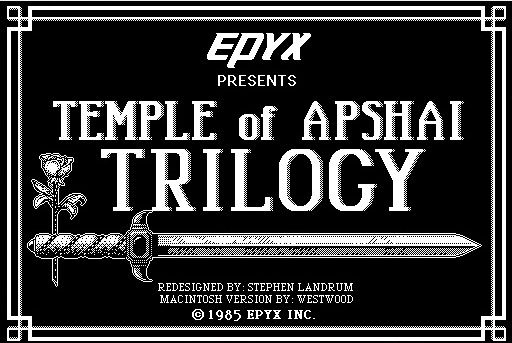 EPYX
PRESENTS
TEMPLE of APSHAI
TRILOGY
REDESIGNED BY: STEPHEN LANDRUM
MACINTOSH VERSION BY: WESTWOOD
© 1985 EPYX INC.